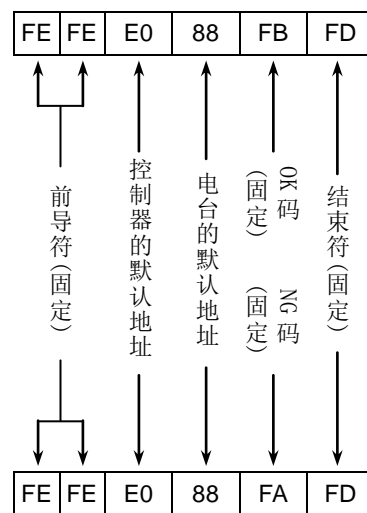 FE FE E0 88 FB FD
前导符(固定)
控制器的默认地址
电台的默认地址
OK码
(固定)
NG码
(固定)
结束符(固定)
FE FE E0 88 FA FD